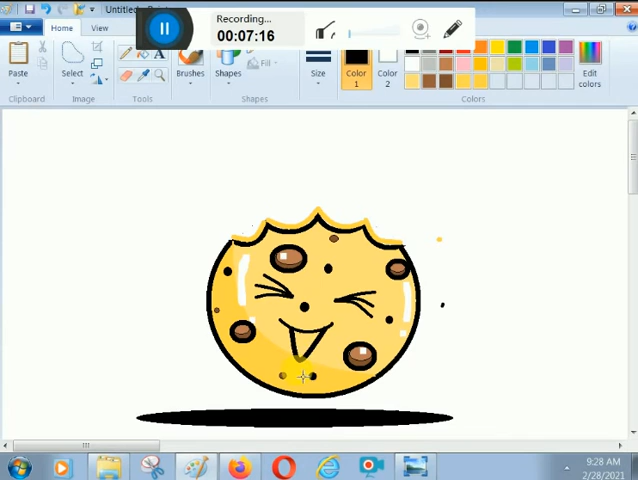 Recording...
00:07:16
Untitled
Home
View
Paste
Select
Brushes
Shapes
Fill
Size
Color
1
Color
2
Edit
colors
Clipboard
Image
Tools
Shapes
Colors
9:28 AM
2/28/2021